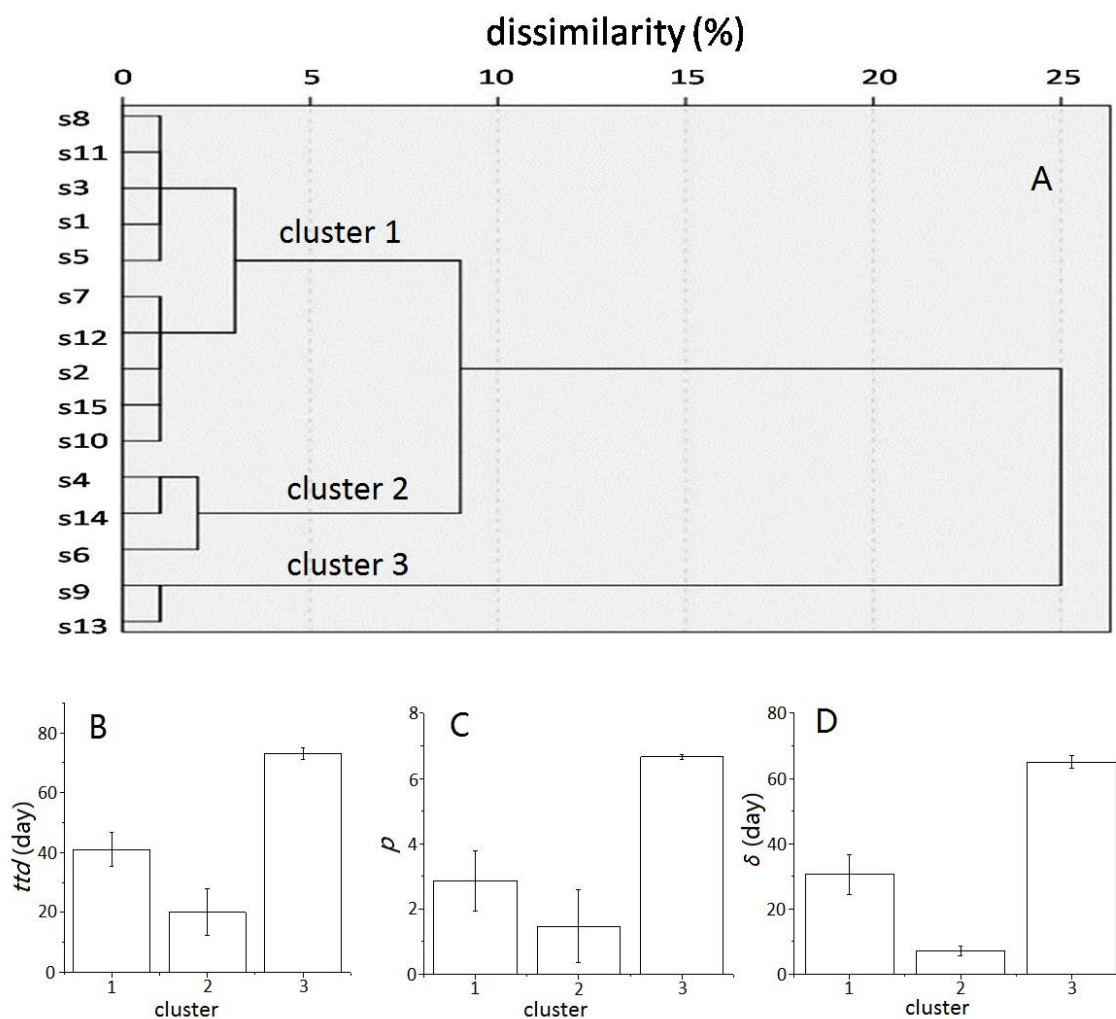 dissimilarity (%)
0 5 10 15 20 25
s8
s11
s3
s1
s5
s7
s12
s2
s15
s10
s4
s14
s6
s9
s13
A
cluster 1
cluster 2
cluster 3
B
ttd (day)
80
60
40
20
0
1 2 3
cluster
C
p
8
6
4
2
0
1 2 3
cluster
D
δ (day)
80
60
40
20
0
1 2 3
cluster